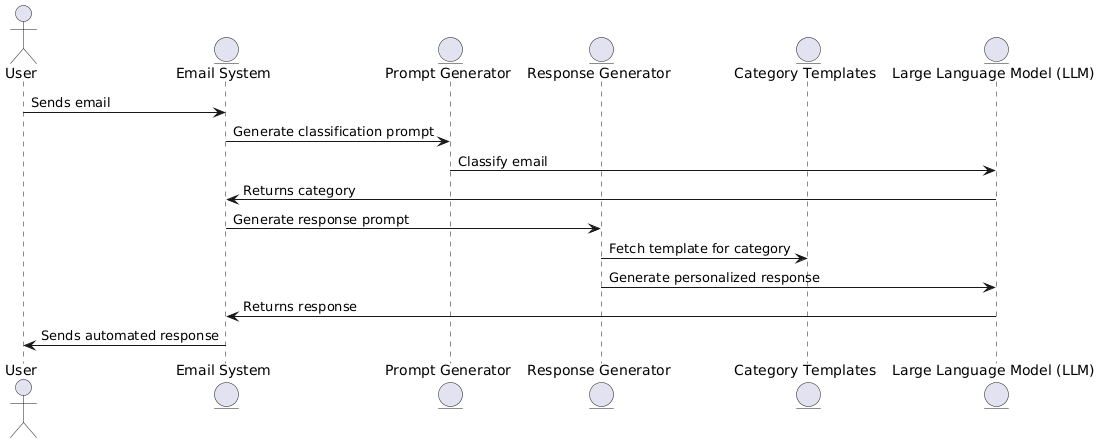 User
Email System
Prompt Generator
Response Generator
Category Templates
Large Language Model (LLM)
Sends email
Generate classification prompt
Classify email
Returns category
Generate response prompt
Fetch template for category
Generate personalized response
Returns response
Sends automated response
User
Email System
Prompt Generator
Response Generator
Category Templates
Large Language Model (LLM)